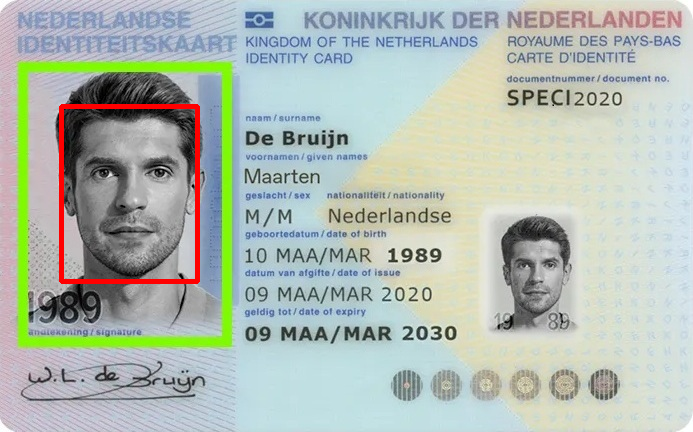 NEDERLANDSE
IDENTITEITSKAART
KONINKRIJK DER NEDERLANDEN
KINGDOM OF THE NETHERLANDS
IDENTITY CARD
ROYAUME DES PAYS-BAS
CARTE D'IDENTITÉ
documentnummer / document no.
SPECI2020
naam / surname
De Bruijn
voornamen / given names
Maarten
geslacht / sex nationaliteit / nationality
M/M Nederlandse
geboortedatum / date of birth
10 MAA/MAR 1989
datum van afgifte / date of issue
09 MAA/MAR 2020
geldig tot / date of expiry
09 MAA/MAR 2030
1989
handtekening / signature
W.L. de Bruijn
19 89